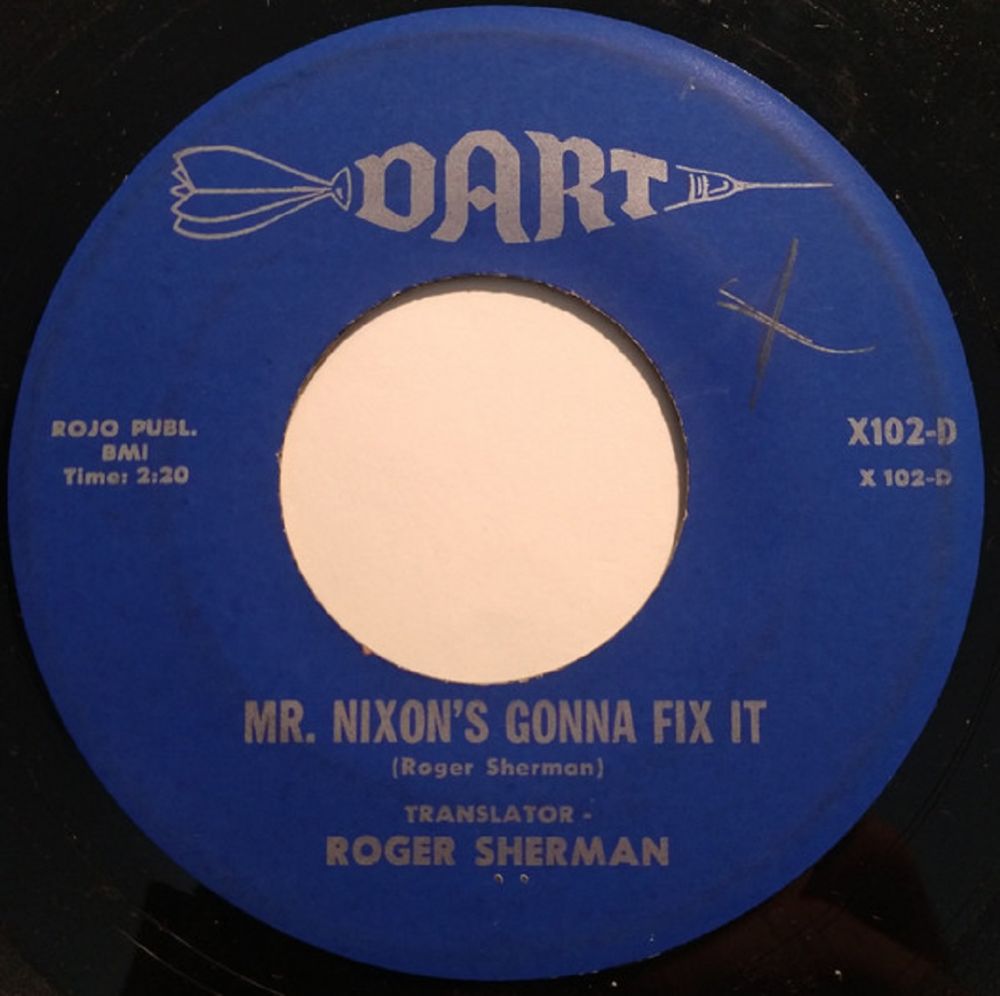 DART
ROJO PUBL.
BMI
Time: 2:20
X102-D
X 102-D
MR. NIXON'S GONNA FIX IT
(Roger Sherman)
TRANSLATOR -
ROGER SHERMAN